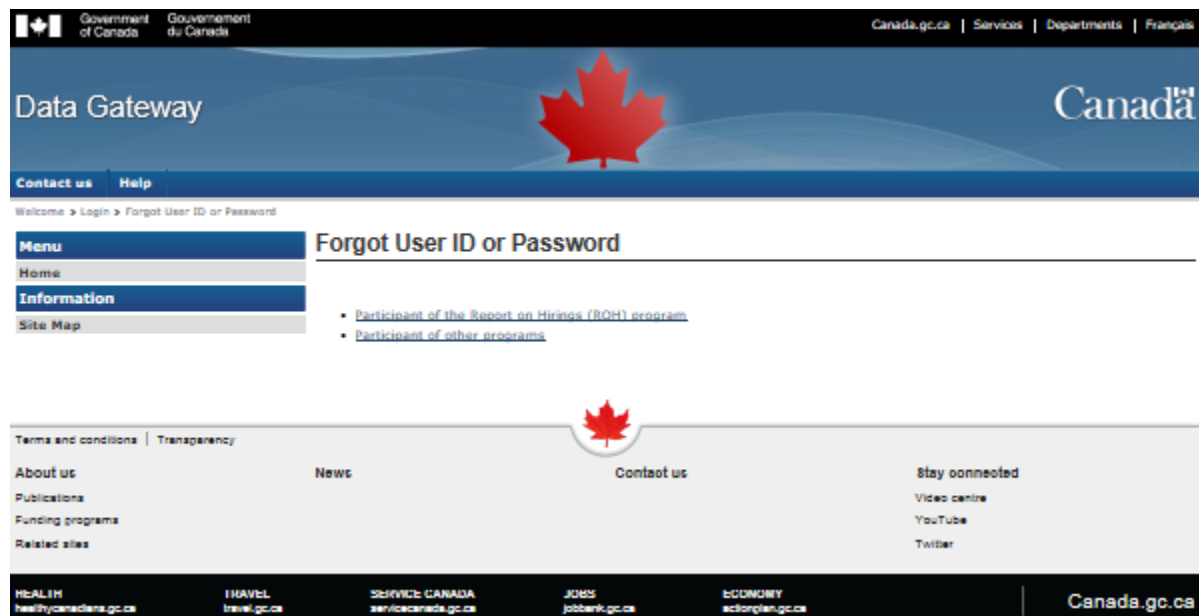 Government of Canada Gouvernement du Canada
Canada.gc.ca | Services | Departments | Français
Data Gateway
Canada
Contact us Help
Welcome > Login > Forgot User ID or Password
Menu
Home
Information
Site Map
Forgot User ID or Password
• Participant of the Report on Hirings (ROH) program
• Participant of other programs
Terms and conditions | Transparency
About us
Publications
Funding programs
Related sites
News
Contact us
Stay connected
Video centre
YouTube
Twitter
HEALTH
healthycanadians.gc.ca
TRAVEL
travel.gc.ca
SERVICE CANADA
servicecanada.gc.ca
JOBS
jobbank.gc.ca
ECONOMY
actionplan.gc.ca
Canada.gc.ca